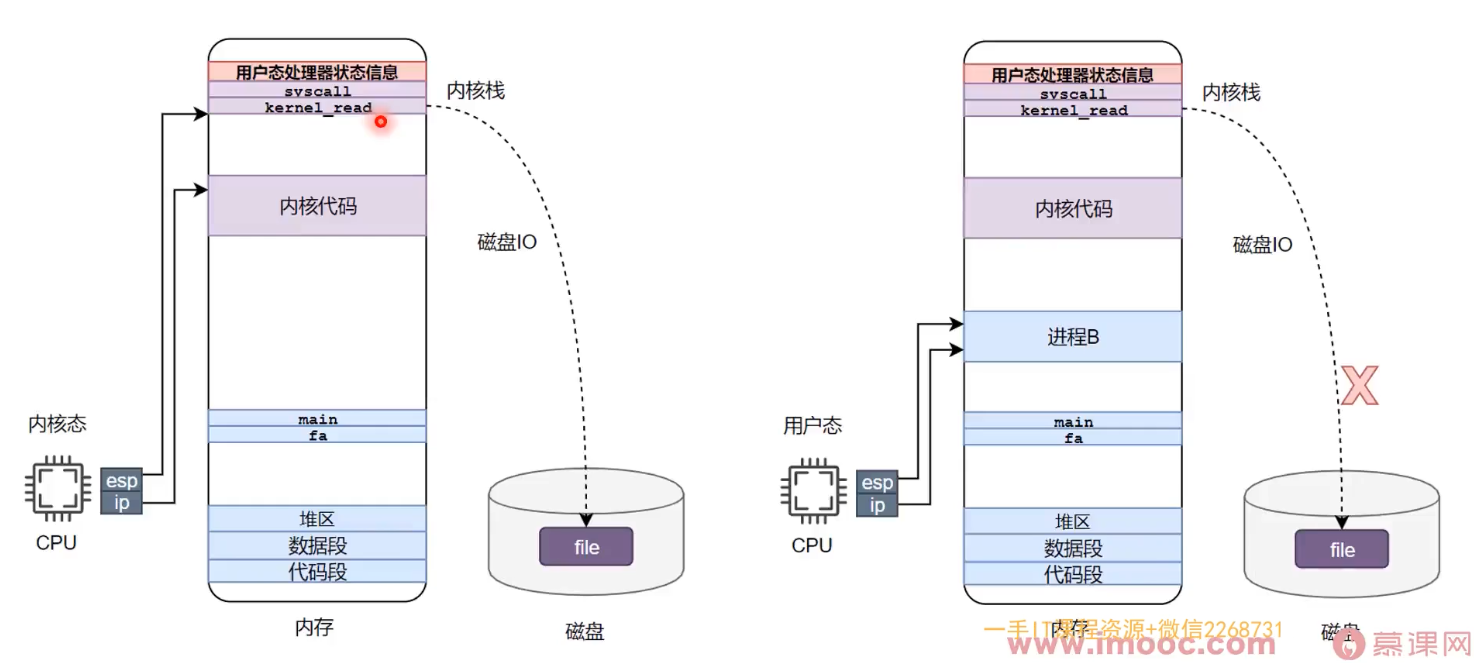 用户态处理器状态信息
syscall
kernel_read
内核栈
内核代码
磁盘IO
内核态
main
fa
esp
ip
CPU
堆区
数据段
代码段
file
内存
磁盘
用户态处理器状态信息
syscall
kernel_read
内核栈
内核代码
磁盘IO
进程B
X
用户态
main
fa
esp
ip
CPU
堆区
数据段
代码段
file
内存
磁盘
一手IT课程资源+微信2268731
www.imooc.com
慕课网